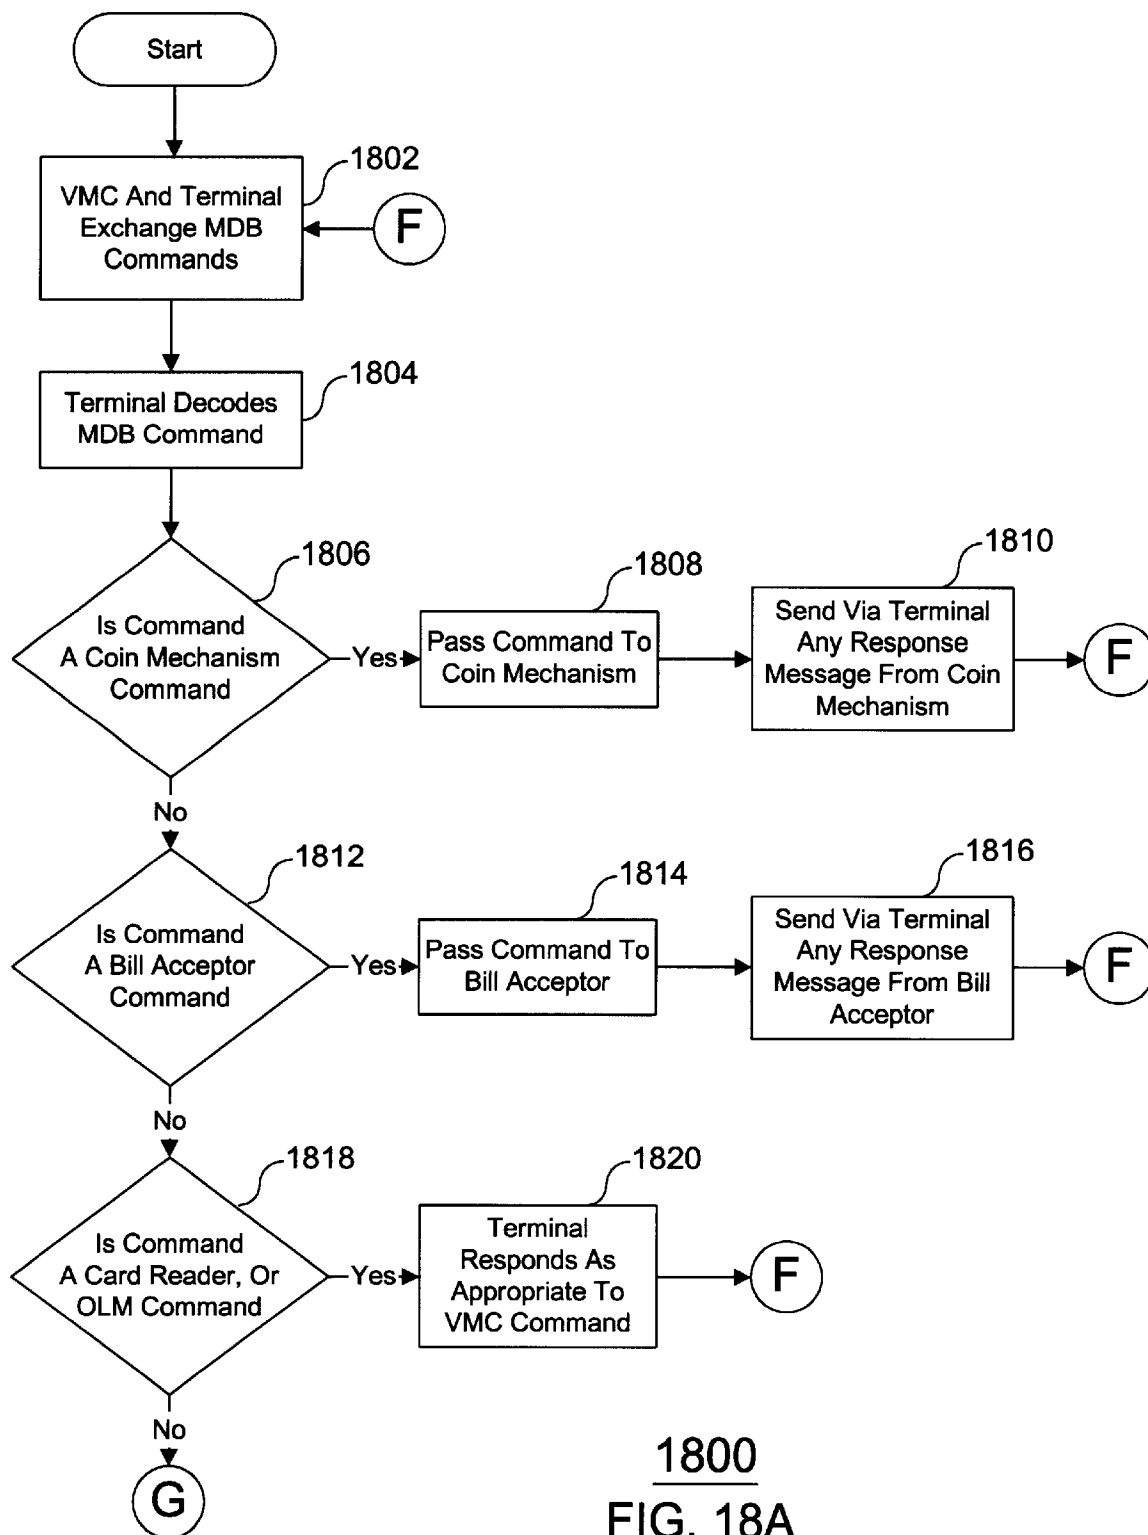 Start
1802
VMC And Terminal
Exchange MDB
Commands
F
1804
Terminal Decodes
MDB Command
1806
Is Command
A Coin Mechanism
Command
Yes
1808
Pass Command To
Coin Mechanism
1810
Send Via Terminal
Any Response
Message From Coin
Mechanism
F
No
1812
Is Command
A Bill Acceptor
Command
Yes
1814
Pass Command To
Bill Acceptor
1816
Send Via Terminal
Any Response
Message From Bill
Acceptor
F
No
1818
Is Command
A Card Reader, Or
OLM Command
Yes
1820
Terminal
Responds As
Appropriate To
VMC Command
F
No
G
1800
FIG. 18A